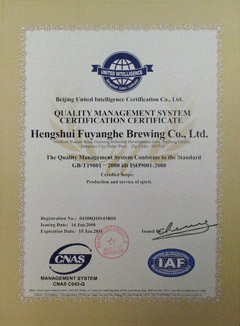 UNITED INTELLIGENCE
Beijing United Intelligence Certification Co., Ltd.
QUALITY MANAGEMENT SYSTEM
CERTIFICATION CERTIFICATE
Hengshui Fuyanghe Brewing Co., Ltd.
The Quality Management System Conforms to the Standard
GB/T19001—2000 idt ISO9001:2000
Certified Scope:
Production and service of spirit
Registration No:
Issuing Date: 16 Jan.2008
Expiration Date: 15 Jan.2011
Issued By
CNAS
IAF
MANAGEMENT SYSTEM
CNAS C043-Q